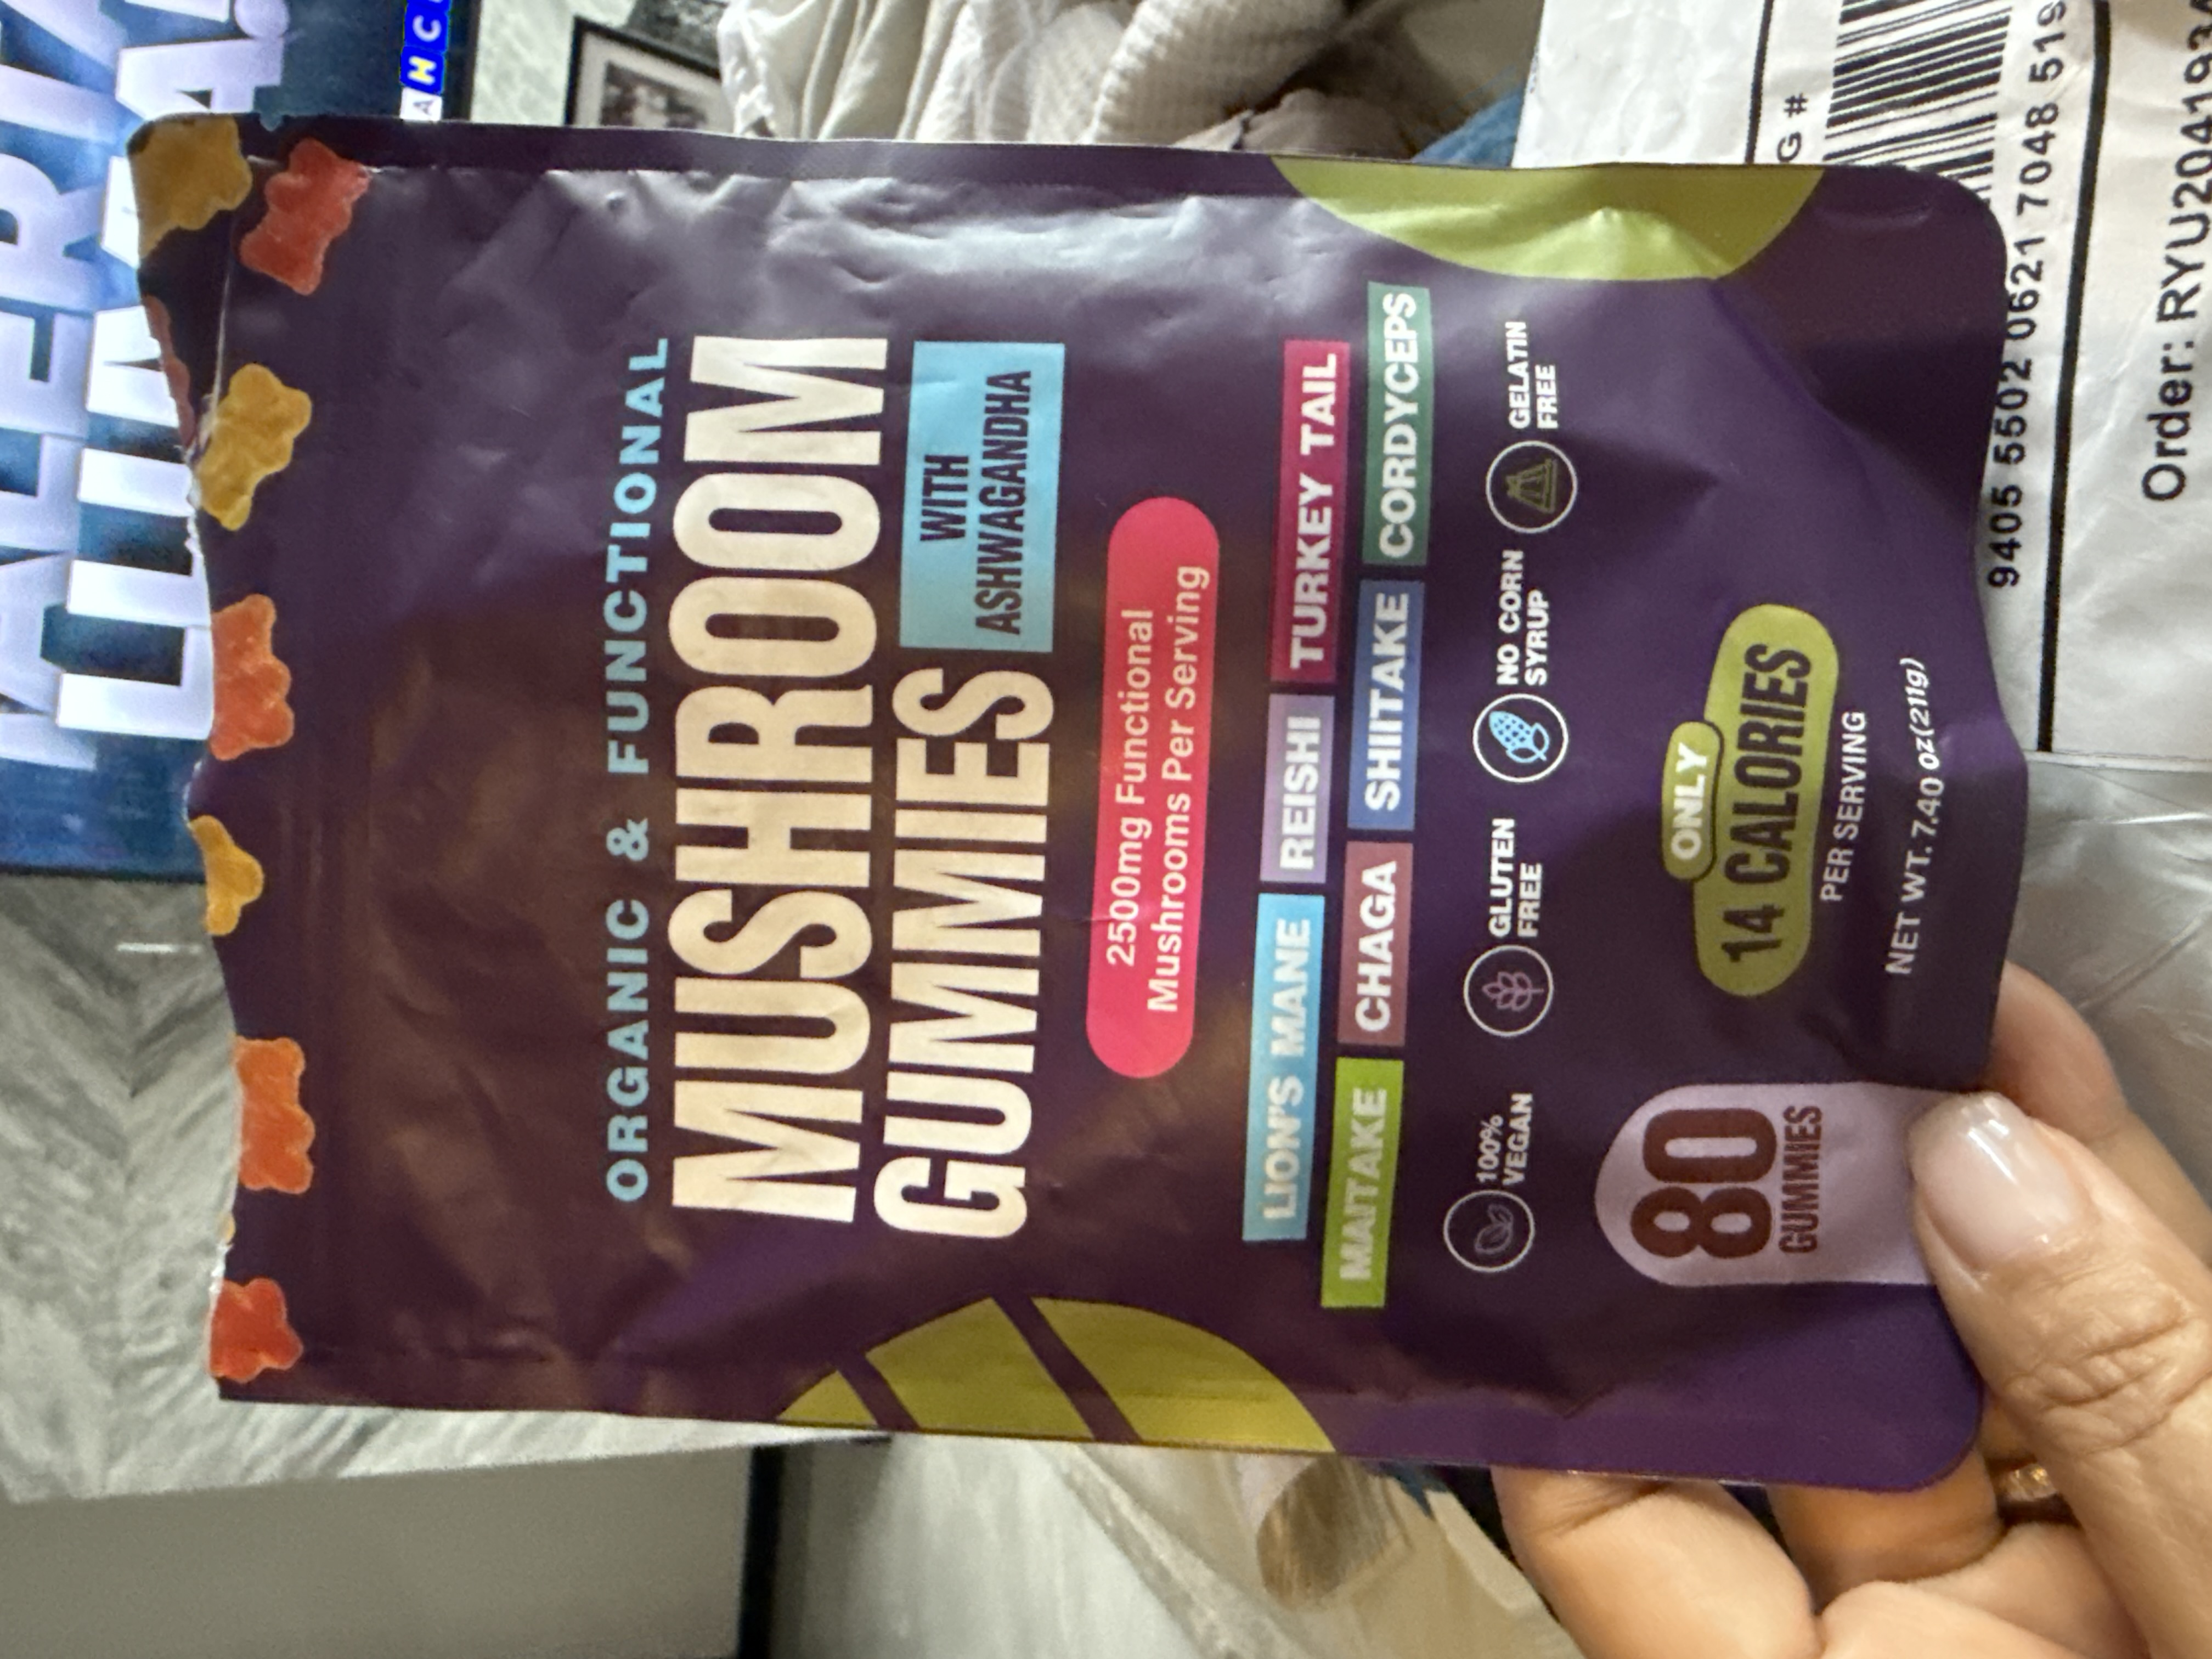 ORGANIC & FUNCTIONAL
MUSHROOM
GUMMIES
WITH
ASHWAGANDHA
2500mg Functional
Mushrooms Per Serving
LION'S MANE REISHI TURKEY TAIL
MAITAKE CHAGA SHIITAKE CORDYCEPS
100%
VEGAN
GLUTEN
FREE
NO CORN
SYRUP
GELATIN
FREE
80
GUMMIES
ONLY
14 CALORIES
PER SERVING
NET WT. 7.40 oz(211g)
G #
9405 5502 0621 7048 519
Order: RYU204193